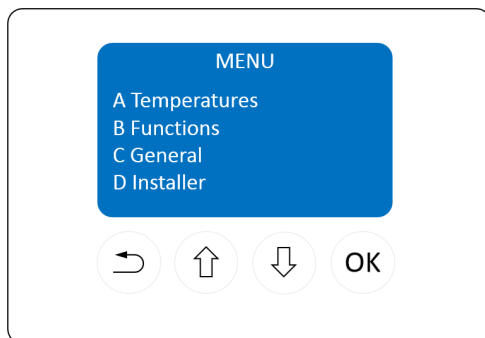 MENU
A Temperatures
B Functions
C General
D Installer
OK